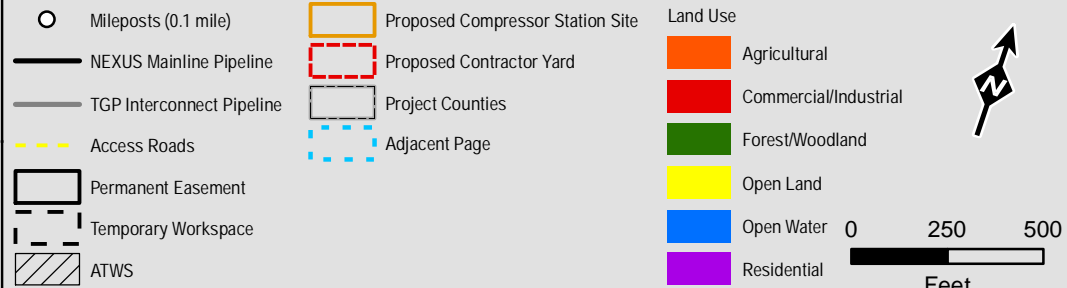 Mileposts (0.1 mile)
NEXUS Mainline Pipeline
TGP Interconnect Pipeline
Access Roads
Permanent Easement
Temporary Workspace
ATWS
Proposed Compressor Station Site
Proposed Contractor Yard
Project Counties
Adjacent Page
Land Use
Agricultural
Commercial/Industrial
Forest/Woodland
Open Land
Open Water
Residential
N
0 250 500
Feet